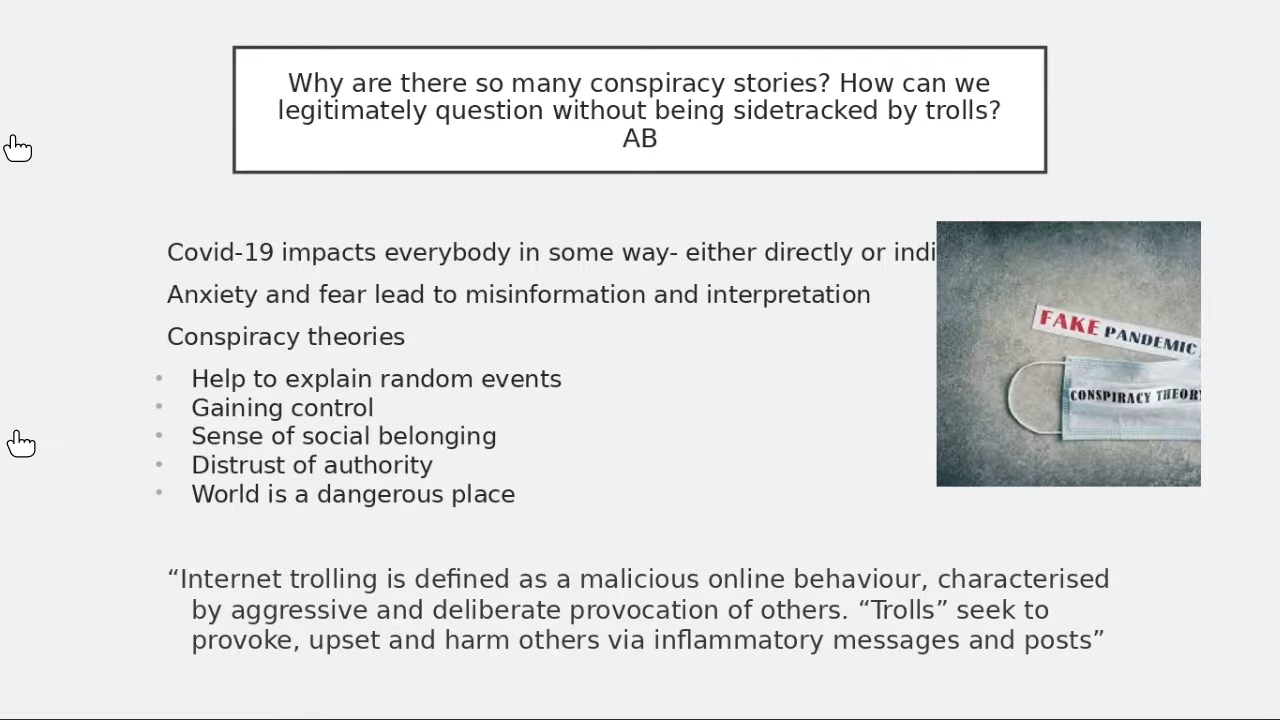 Why are there so many conspiracy stories? How can we
legitimately question without being sidetracked by trolls?
AB
Covid-19 impacts everybody in some way- either directly or indi
Anxiety and fear lead to misinformation and interpretation
Conspiracy theories
• Help to explain random events
• Gaining control
• Sense of social belonging
• Distrust of authority
• World is a dangerous place
FAKE PANDEMIC
CONSPIRACY THEORY
“Internet trolling is defined as a malicious online behaviour, characterised
by aggressive and deliberate provocation of others. “Trolls” seek to
provoke, upset and harm others via inflammatory messages and posts”